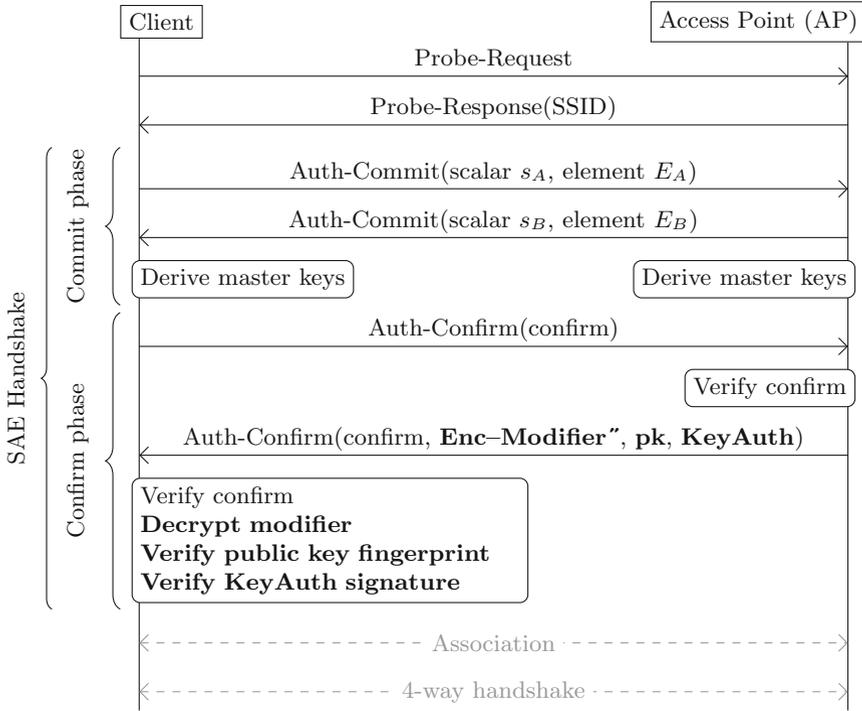 Client
Access Point (AP)
Probe-Request
Probe-Response(SSID)
SAE Handshake
Commit phase
Auth-Commit(scalar s_A, element E_A)
Auth-Commit(scalar s_B, element E_B)
Derive master keys
Derive master keys
Confirm phase
Auth-Confirm(confirm)
Verify confirm
Auth-Confirm(confirm, Enc–Modifier˝, pk, KeyAuth)
Verify confirm
Decrypt modifier
Verify public key fingerprint
Verify KeyAuth signature
Association
4-way handshake